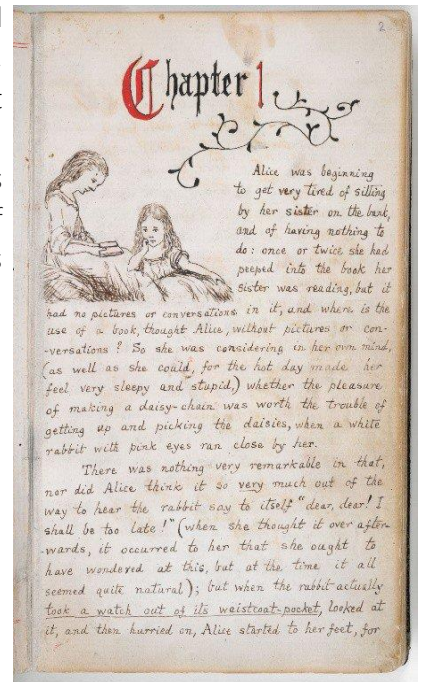 2
Chapter 1
Alice was beginning
to get very tired of sitting
by her sister on the bank,
and of having nothing to
do: once or twice she had
peeped into the book her
sister was reading, but it
had no pictures or conversations in it, and where is the
use of a book, thought Alice, without pictures or con-
-versations? So she was considering in her own mind,
(as well as she could, for the hot day made her
feel very sleepy and stupid,) whether the pleasure
of making a daisy-chain was worth the trouble of
getting up and picking the daisies, when a white
rabbit with pink eyes ran close by her.
There was nothing very remarkable in that,
nor did Alice think it so very much out of the
way to hear the rabbit say to itself "dear, dear! I
shall be too late!" (when she thought it over after-
-wards, it occurred to her that she ought to
have wondered at this, but at the time it all
seemed quite natural); but when the rabbit actually
took a watch out of its waistcoat-pocket, looked at
it, and then hurried on, Alice started to her feet, for